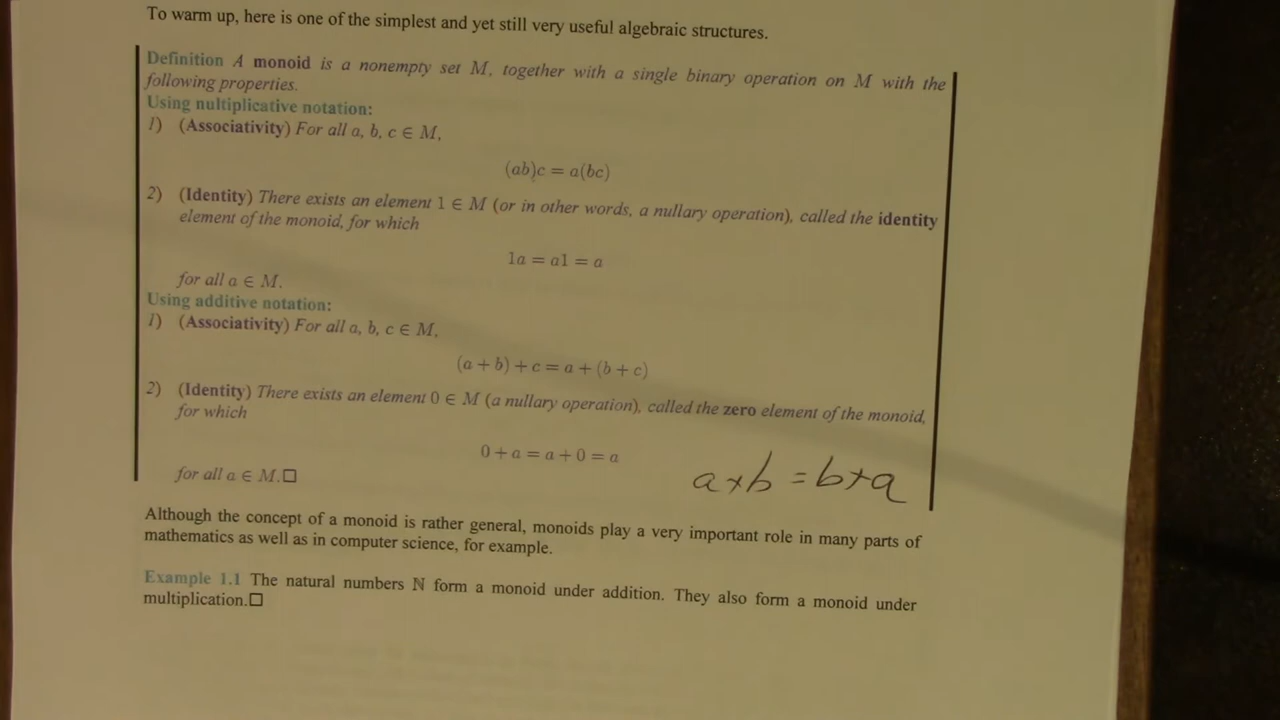 To warm up, here is one of the simplest and yet still very useful algebraic structures.
Definition A monoid is a nonempty set M, together with a single binary operation on M with the
following properties.
Using nultiplicative notation:
1) (Associativity) For all a, b, c ∈ M,
(ab)c = a(bc)
2) (Identity) There exists an element 1 ∈ M (or in other words, a nullary operation), called the identity
element of the monoid, for which
1a = a1 = a
for all a ∈ M.
Using additive notation:
1) (Associativity) For all a, b, c ∈ M,
(a + b) + c = a + (b + c)
2) (Identity) There exists an element 0 ∈ M (a nullary operation), called the zero element of the monoid,
for which
0 + a = a + 0 = a
for all a ∈ M.□
a+b = b+a
Although the concept of a monoid is rather general, monoids play a very important role in many parts of
mathematics as well as in computer science, for example.
Example 1.1 The natural numbers ℕ form a monoid under addition. They also form a monoid under
multiplication.□